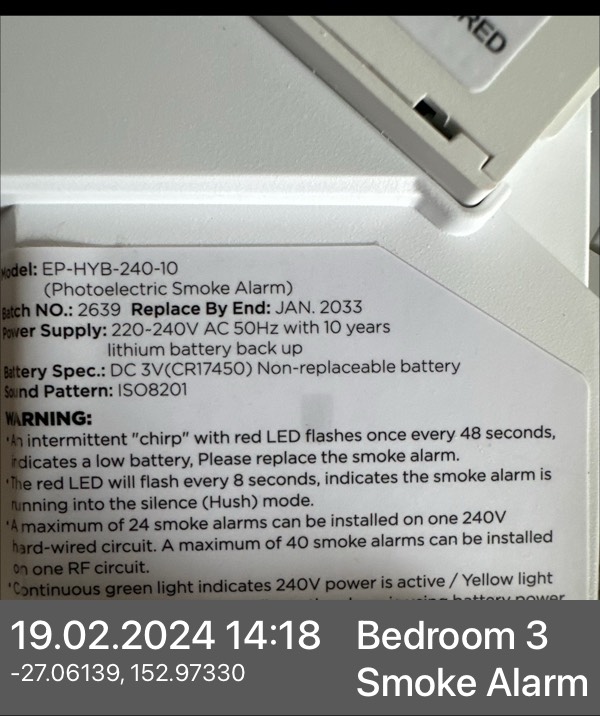 RED
Model: EP-HYB-240-10
(Photoelectric Smoke Alarm)
Batch NO.: 2639 Replace By End: JAN. 2033
Power Supply: 220-240V AC 50Hz with 10 years
lithium battery back up
Battery Spec.: DC 3V(CR17450) Non-replaceable battery
Sound Pattern: ISO8201
WARNING:
•An intermittent "chirp" with red LED flashes once every 48 seconds,
indicates a low battery, Please replace the smoke alarm.
•The red LED will flash every 8 seconds, indicates the smoke alarm is
running into the silence (Hush) mode.
•A maximum of 24 smoke alarms can be installed on one 240V
hard-wired circuit. A maximum of 40 smoke alarms can be installed
on one RF circuit.
•Continuous green light indicates 240V power is active / Yellow light
battery power
19.02.2024 14:18
-27.06139, 152.97330
Bedroom 3
Smoke Alarm